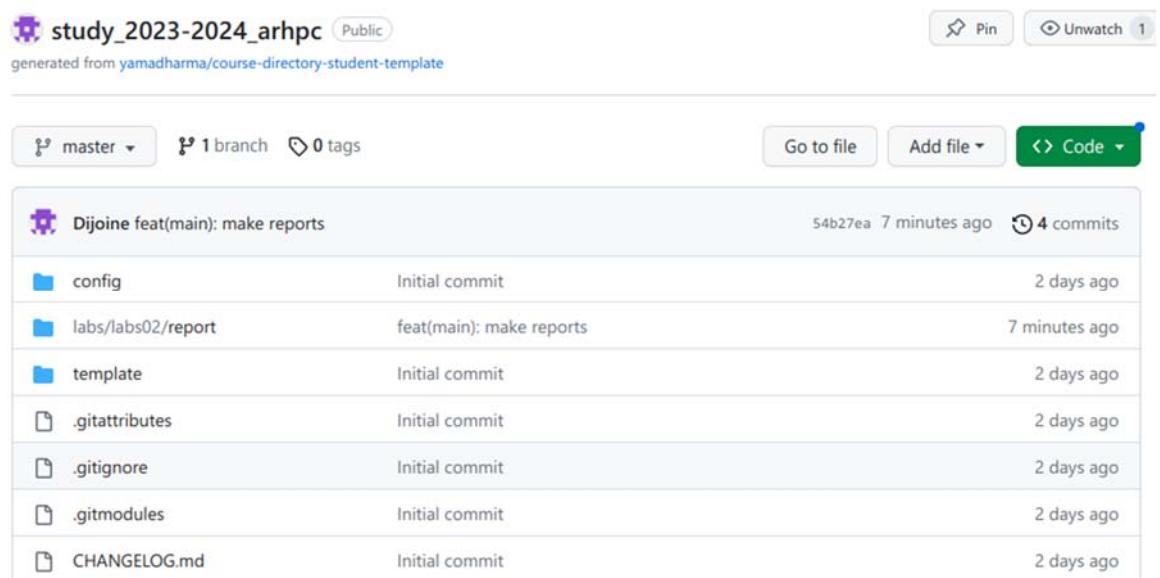 study_2023-2024_arhpc Public Pin Unwatch 1
generated from yamadharma/course-directory-student-template
master 1 branch 0 tags Go to file Add file <> Code
Dijoine feat(main): make reports 54b27ea 7 minutes ago 4 commits
config Initial commit 2 days ago
labs/labs02/report feat(main): make reports 7 minutes ago
template Initial commit 2 days ago
.gitattributes Initial commit 2 days ago
.gitignore Initial commit 2 days ago
.gitmodules Initial commit 2 days ago
CHANGELOG.md Initial commit 2 days ago